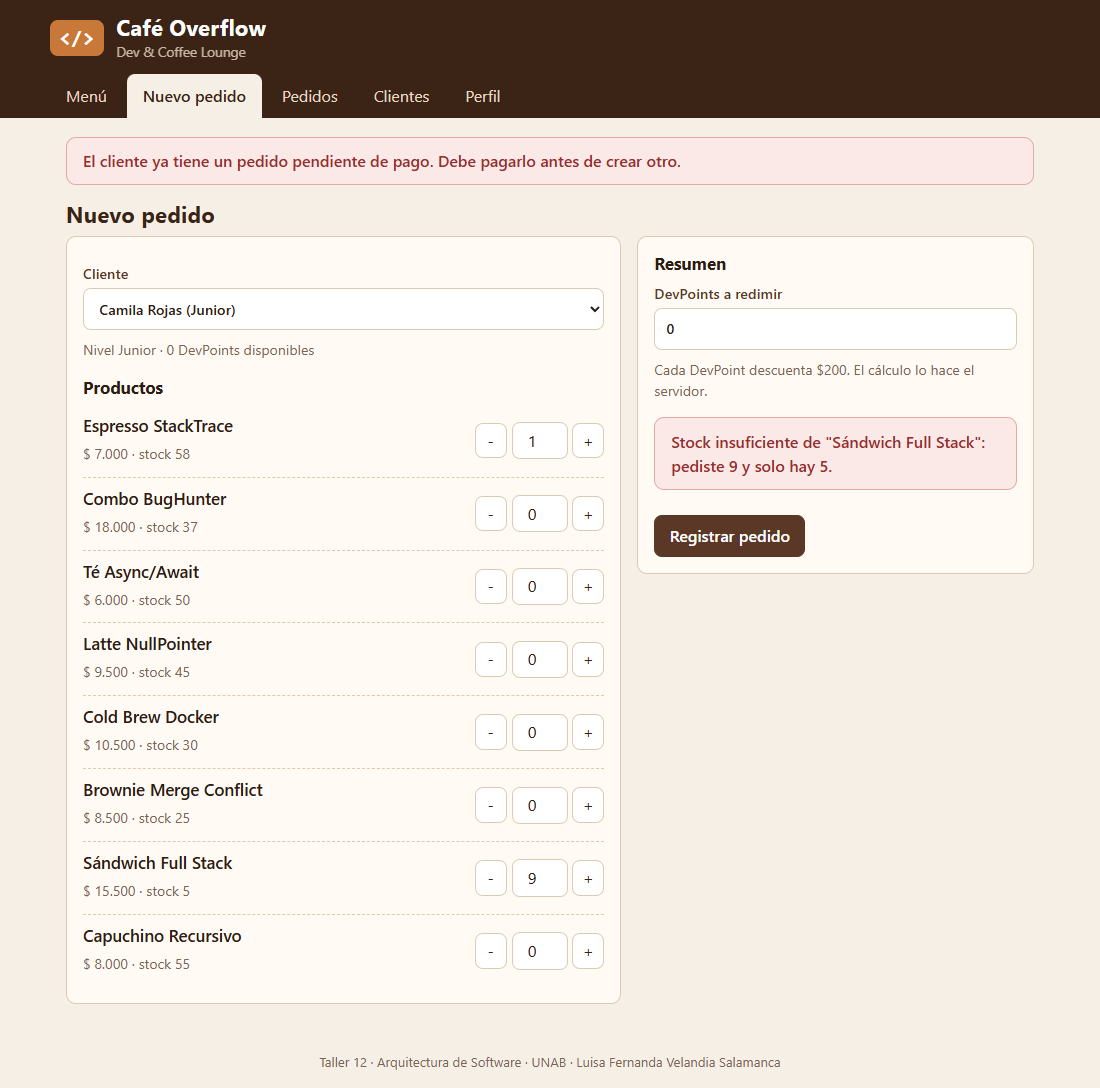 </>
Café Overflow
Dev & Coffee Lounge
Menú
Nuevo pedido
Pedidos
Clientes
Perfil
El cliente ya tiene un pedido pendiente de pago. Debe pagarlo antes de crear otro.
Nuevo pedido
Cliente
Camila Rojas (Junior)
Nivel Junior · 0 DevPoints disponibles
Productos
Espresso StackTrace
$ 7.000 · stock 58
- 1 +
Combo BugHunter
$ 18.000 · stock 37
- 0 +
Té Async/Await
$ 6.000 · stock 50
- 0 +
Latte NullPointer
$ 9.500 · stock 45
- 0 +
Cold Brew Docker
$ 10.500 · stock 30
- 0 +
Brownie Merge Conflict
$ 8.500 · stock 25
- 0 +
Sándwich Full Stack
$ 15.500 · stock 5
- 9 +
Capuchino Recursivo
$ 8.000 · stock 55
- 0 +
Resumen
DevPoints a redimir
0
Cada DevPoint descuenta $200. El cálculo lo hace el
servidor.
Stock insuficiente de "Sándwich Full Stack":
pediste 9 y solo hay 5.
Registrar pedido
Taller 12 · Arquitectura de Software · UNAB · Luisa Fernanda Velandia Salamanca